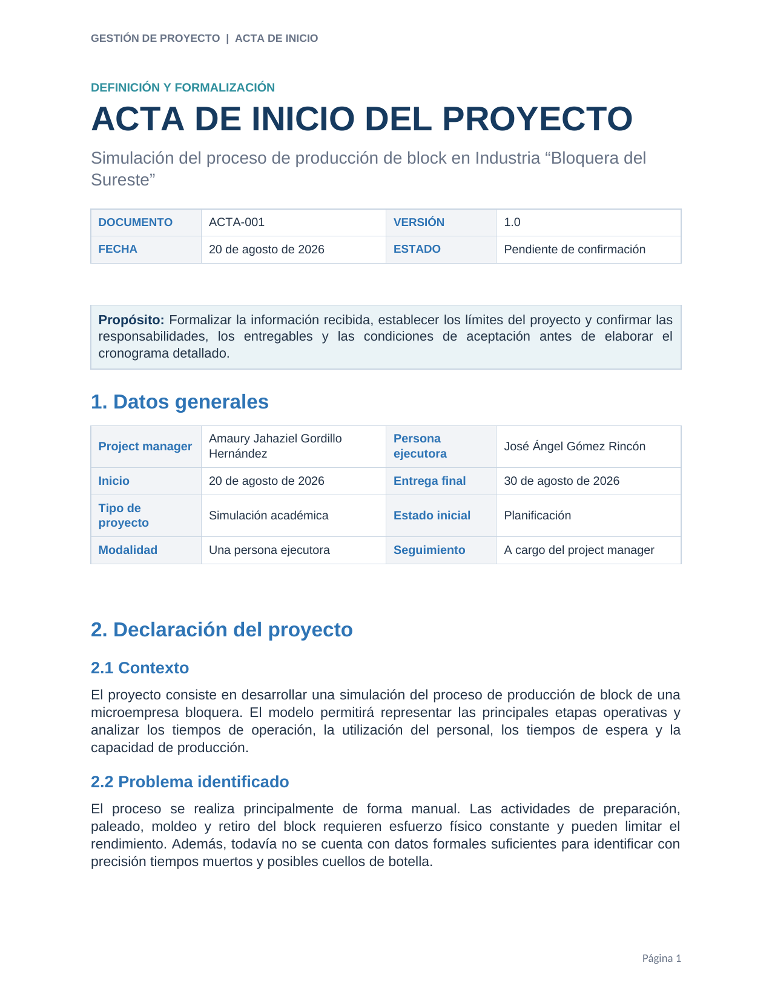 GESTIÓN DE PROYECTO | ACTA DE INICIO
DEFINICIÓN Y FORMALIZACIÓN
ACTA DE INICIO DEL PROYECTO
Simulación del proceso de producción de block en Industria “Bloquera del
Sureste”
DOCUMENTO ACTA-001 VERSIÓN 1.0
FECHA 20 de agosto de 2026 ESTADO Pendiente de confirmación
Propósito: Formalizar la información recibida, establecer los límites del proyecto y confirmar las
responsabilidades, los entregables y las condiciones de aceptación antes de elaborar el
cronograma detallado.
1. Datos generales
Project manager Amaury Jahaziel Gordillo
Hernández Persona
ejecutora José Ángel Gómez Rincón
Inicio 20 de agosto de 2026 Entrega final 30 de agosto de 2026
Tipo de
proyecto Simulación académica Estado inicial Planificación
Modalidad Una persona ejecutora Seguimiento A cargo del project manager
2. Declaración del proyecto
2.1 Contexto
El proyecto consiste en desarrollar una simulación del proceso de producción de block de una
microempresa bloquera. El modelo permitirá representar las principales etapas operativas y
analizar los tiempos de operación, la utilización del personal, los tiempos de espera y la
capacidad de producción.
2.2 Problema identificado
El proceso se realiza principalmente de forma manual. Las actividades de preparación,
paleado, moldeo y retiro del block requieren esfuerzo físico constante y pueden limitar el
rendimiento. Además, todavía no se cuenta con datos formales suficientes para identificar con
precisión tiempos muertos y posibles cuellos de botella.
Página 1